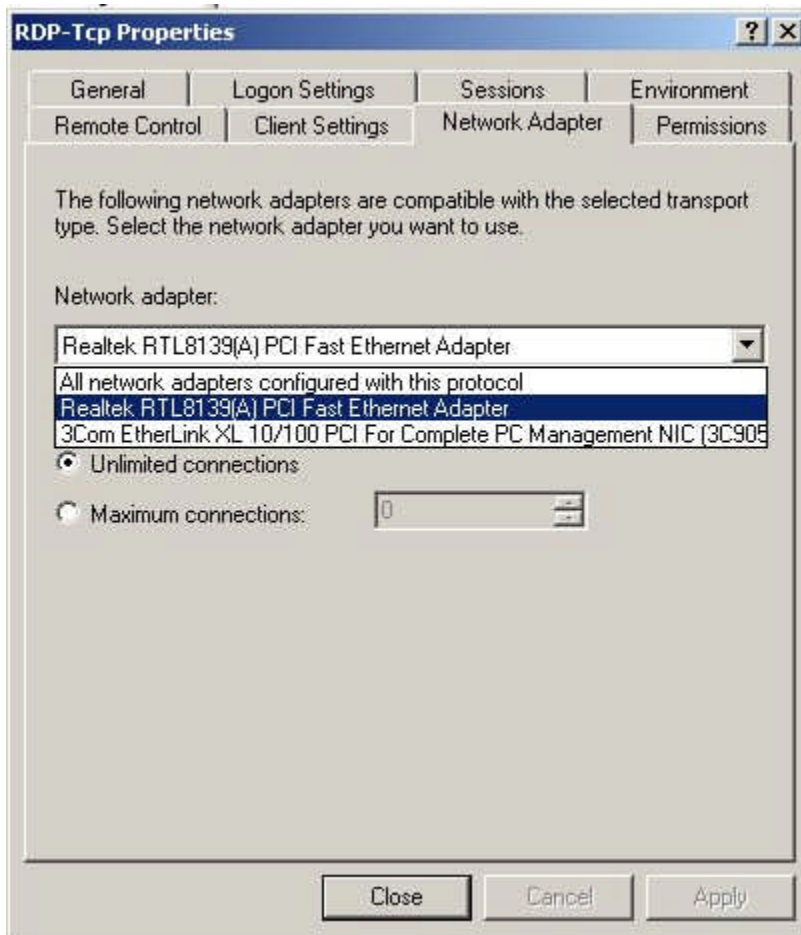 RDP-Tcp Properties
General Logon Settings Sessions Environment
Remote Control Client Settings Network Adapter Permissions
The following network adapters are compatible with the selected transport
type. Select the network adapter you want to use.
Network adapter:
Realtek RTL8139(A) PCI Fast Ethernet Adapter
All network adapters configured with this protocol
Realtek RTL8139(A) PCI Fast Ethernet Adapter
3Com EtherLink XL 10/100 PCI For Complete PC Management NIC (3C905
Unlimited connections
Maximum connections: 0
Close Cancel Apply